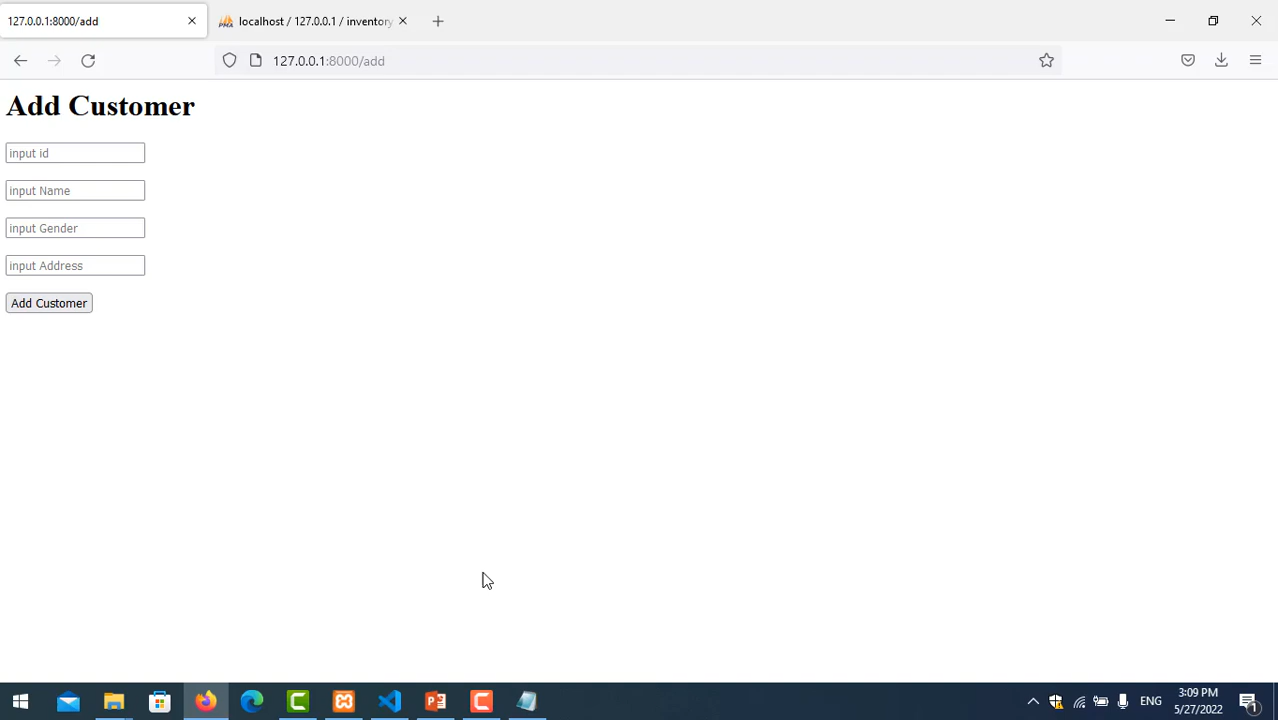 127.0.0.1:8000/add
localhost / 127.0.0.1 / inventory
127.0.0.1:8000/add
Add Customer
input id
input Name
input Gender
input Address
Add Customer
ENG
3:09 PM
5/27/2022
1